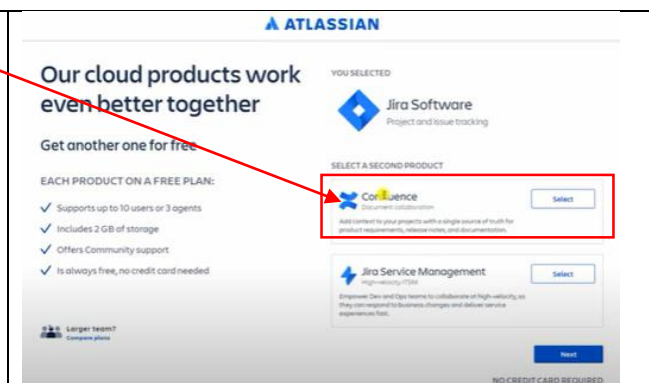 ATLASSIAN
Our cloud products work
even better together
Get another one for free
EACH PRODUCT ON A FREE PLAN:
Supports up to 10 users or 3 agents
Includes 2 GB of storage
Offers Community support
Is always free, no credit card needed
Larger team?
Compare plans
YOU SELECTED
Jira Software
Project and issue tracking
SELECT A SECOND PRODUCT
Confluence
Document collaboration
Select
Add context to your projects with a single source of truth for
product requirements, release notes, and documentation.
Jira Service Management
High-velocity ITSM
Select
Empower Dev and Ops teams to collaborate at high-velocity, so
they can respond to business changes and deliver service
experiences fast.
Next
NO CREDIT CARD REQUIRED